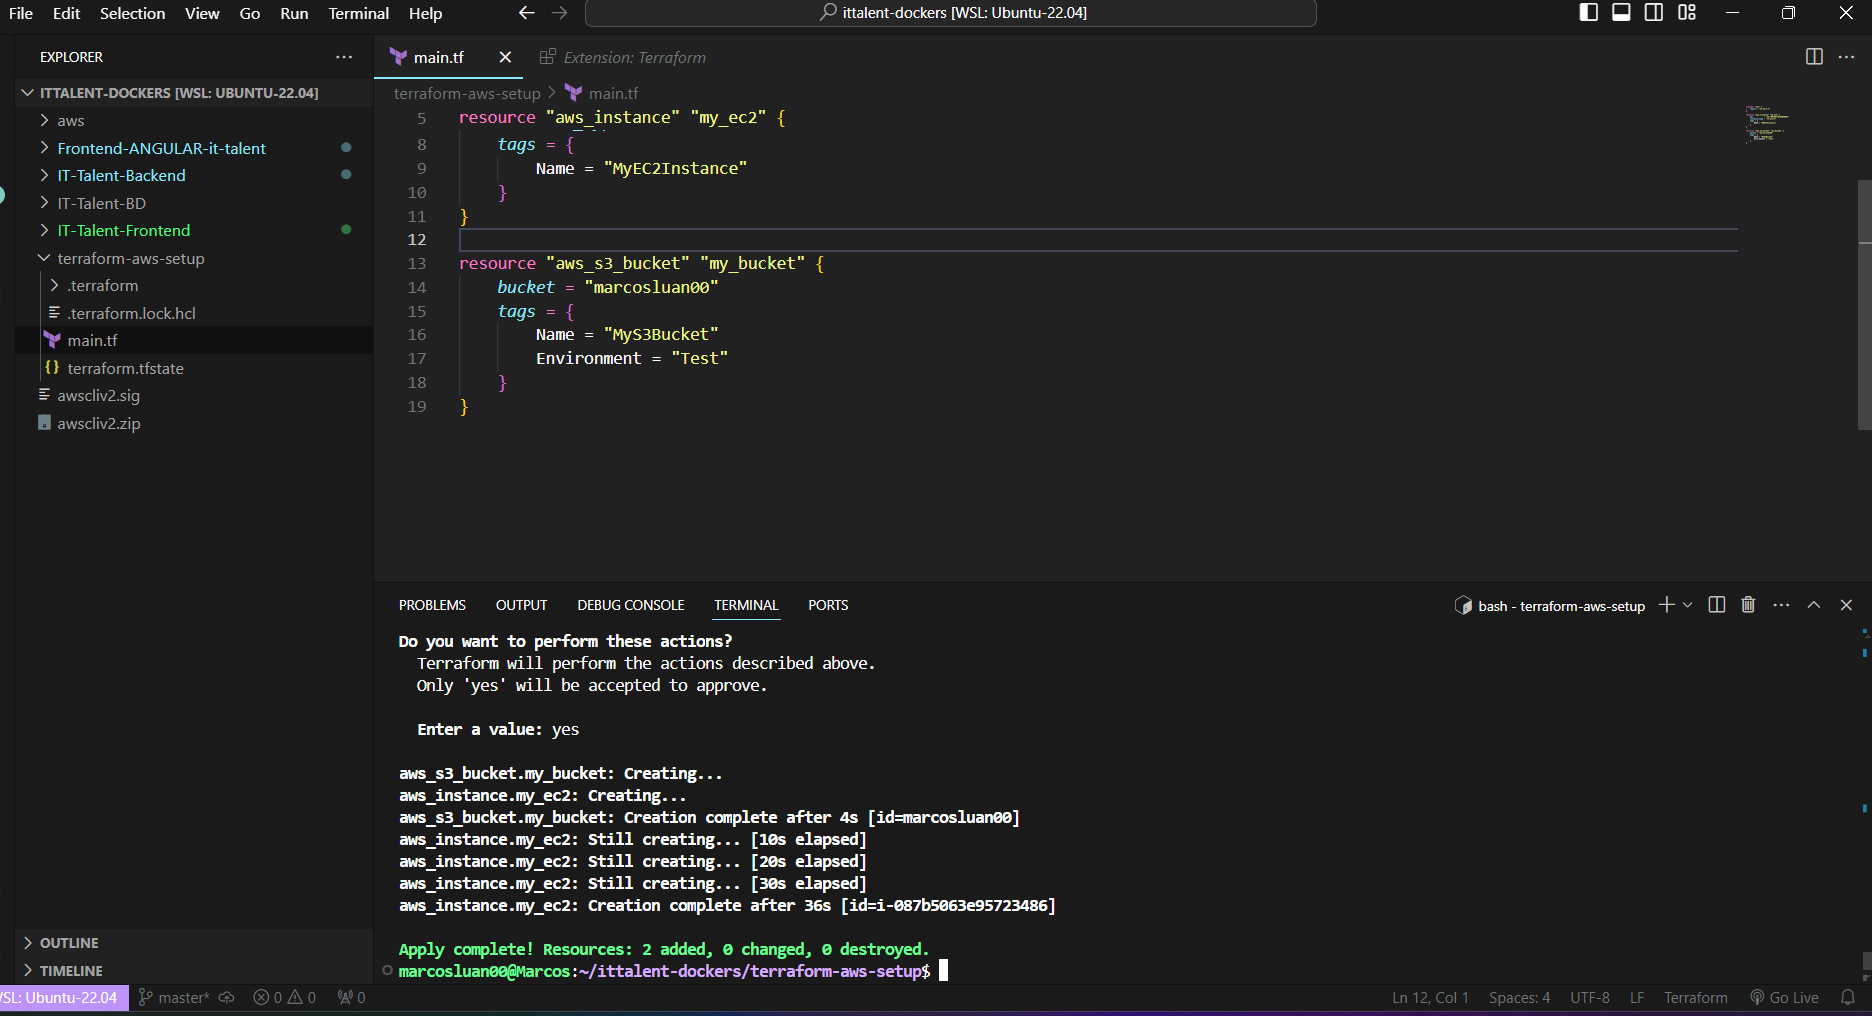 File Edit Selection View Go Run Terminal Help
ittalent-dockers [WSL: Ubuntu-22.04]
EXPLORER
ITTALENT-DOCKERS [WSL: UBUNTU-22.04]
aws
Frontend-ANGULAR-it-talent
IT-Talent-Backend
IT-Talent-BD
IT-Talent-Frontend
terraform-aws-setup
.terraform
.terraform.lock.hcl
main.tf
terraform.tfstate
awscliv2.sig
awscliv2.zip
OUTLINE
TIMELINE
main.tf
Extension: Terraform
terraform-aws-setup > main.tf
5 resource "aws_instance" "my_ec2" {
8 tags = {
9 Name = "MyEC2Instance"
10 }
11 }
12
13 resource "aws_s3_bucket" "my_bucket" {
14 bucket = "marcosluan00"
15 tags = {
16 Name = "MyS3Bucket"
17 Environment = "Test"
18 }
19 }
PROBLEMS OUTPUT DEBUG CONSOLE TERMINAL PORTS
bash - terraform-aws-setup
Do you want to perform these actions?
Terraform will perform the actions described above.
Only 'yes' will be accepted to approve.
Enter a value: yes
aws_s3_bucket.my_bucket: Creating...
aws_instance.my_ec2: Creating...
aws_s3_bucket.my_bucket: Creation complete after 4s [id=marcosluan00]
aws_instance.my_ec2: Still creating... [10s elapsed]
aws_instance.my_ec2: Still creating... [20s elapsed]
aws_instance.my_ec2: Still creating... [30s elapsed]
aws_instance.my_ec2: Creation complete after 36s [id=i-087b5063e95723486]
Apply complete! Resources: 2 added, 0 changed, 0 destroyed.
marcosluan00@Marcos:~/ittalent-dockers/terraform-aws-setup$
WSL: Ubuntu-22.04 master* 0 0 0
Ln 12, Col 1 Spaces: 4 UTF-8 LF Terraform Go Live